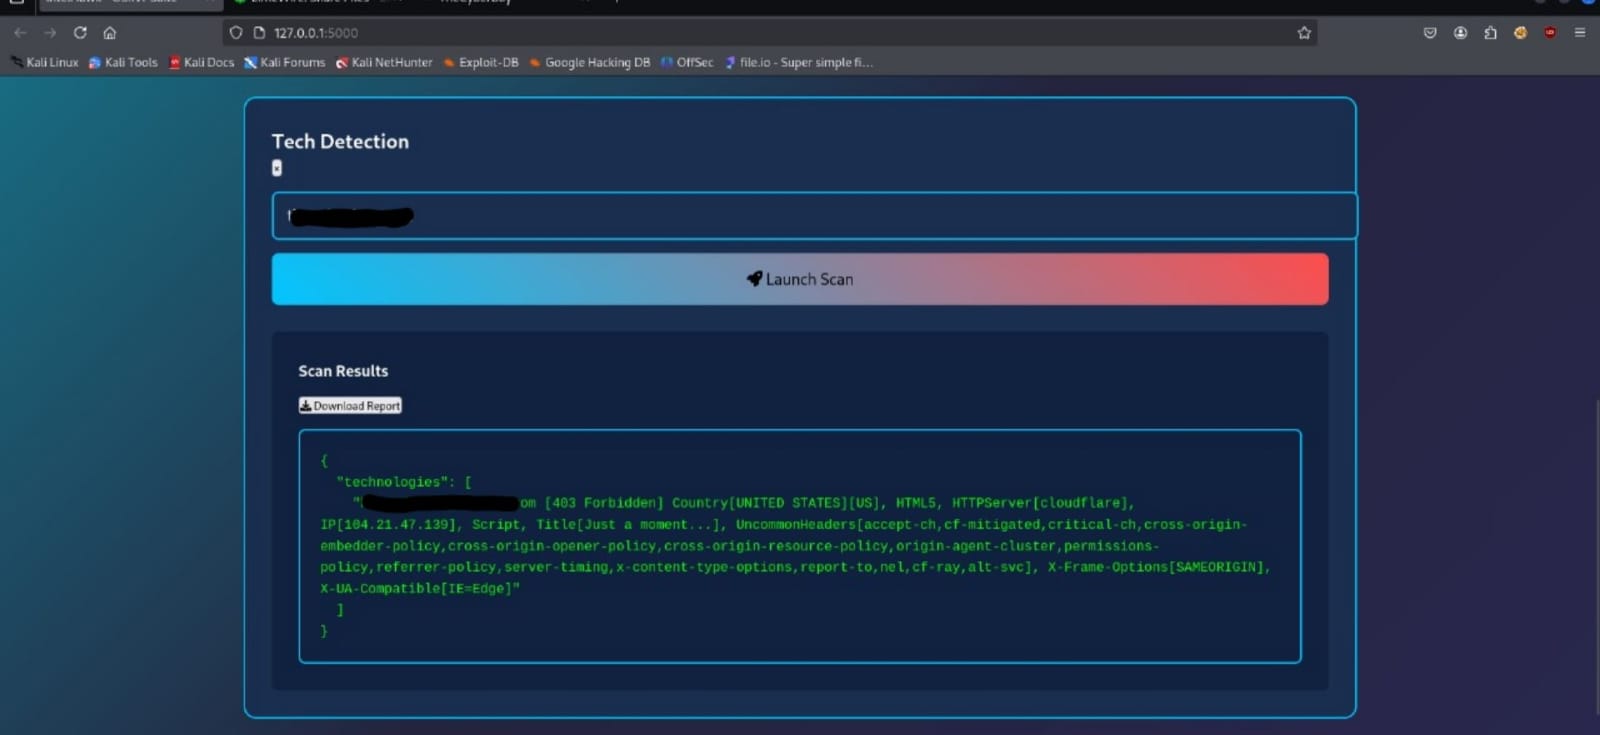 127.0.0.1:5000
Kali Linux Kali Tools Kali Docs Kali Forums Kali NetHunter Exploit-DB Google Hacking DB OffSec file.io - Super simple fi...
Tech Detection
Launch Scan
Scan Results
Download Report
{
"technologies": [
" om [403 Forbidden] Country[UNITED STATES][US], HTML5, HTTPServer[cloudflare],
IP[104.21.47.139], Script, Title[Just a moment...], UncommonHeaders[accept-ch,cf-mitigated,critical-ch,cross-origin-
embedder-policy,cross-origin-opener-policy,cross-origin-resource-policy,origin-agent-cluster,permissions-
policy,referrer-policy,server-timing,x-content-type-options,report-to,nel,cf-ray,alt-svc], X-Frame-Options[SAMEORIGIN],
X-UA-Compatible[IE=Edge]"
]
}